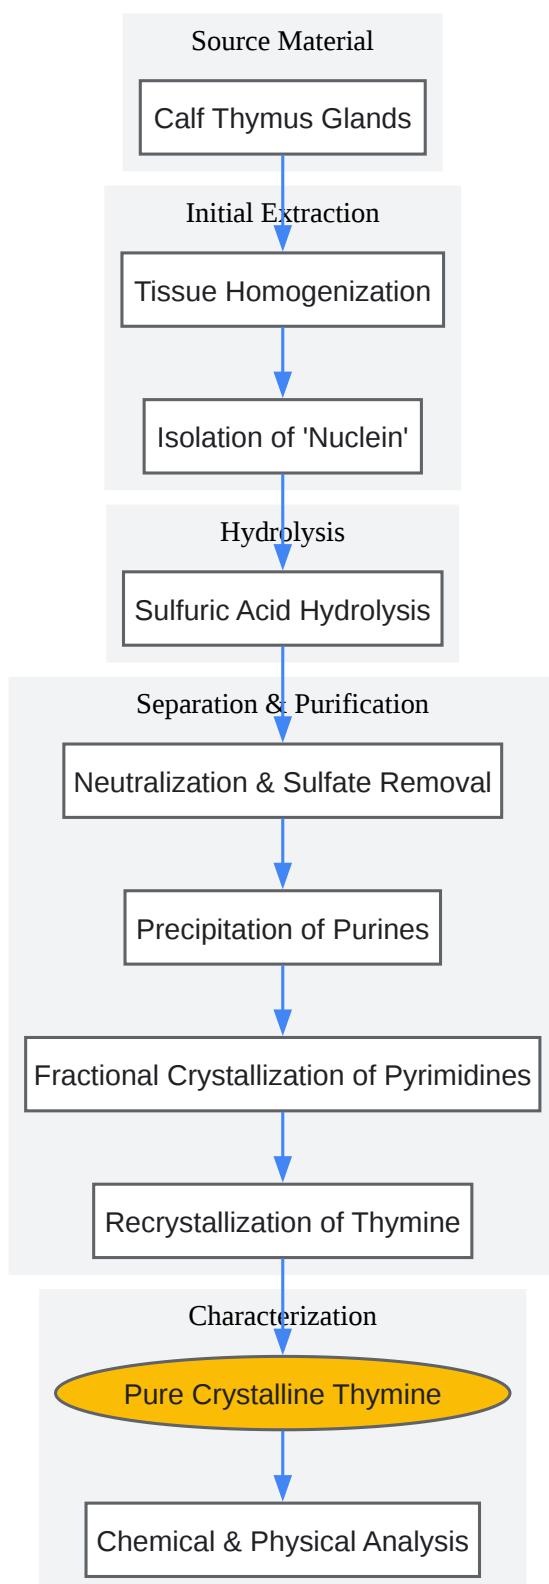 Source Material
Calf Thymus Glands
Initial Extraction
Tissue Homogenization
Isolation of 'Nuclein'
Hydrolysis
Sulfuric Acid Hydrolysis
Separation & Purification
Neutralization & Sulfate Removal
Precipitation of Purines
Fractional Crystallization of Pyrimidines
Recrystallization of Thymine
Characterization
Pure Crystalline Thymine
Chemical & Physical Analysis